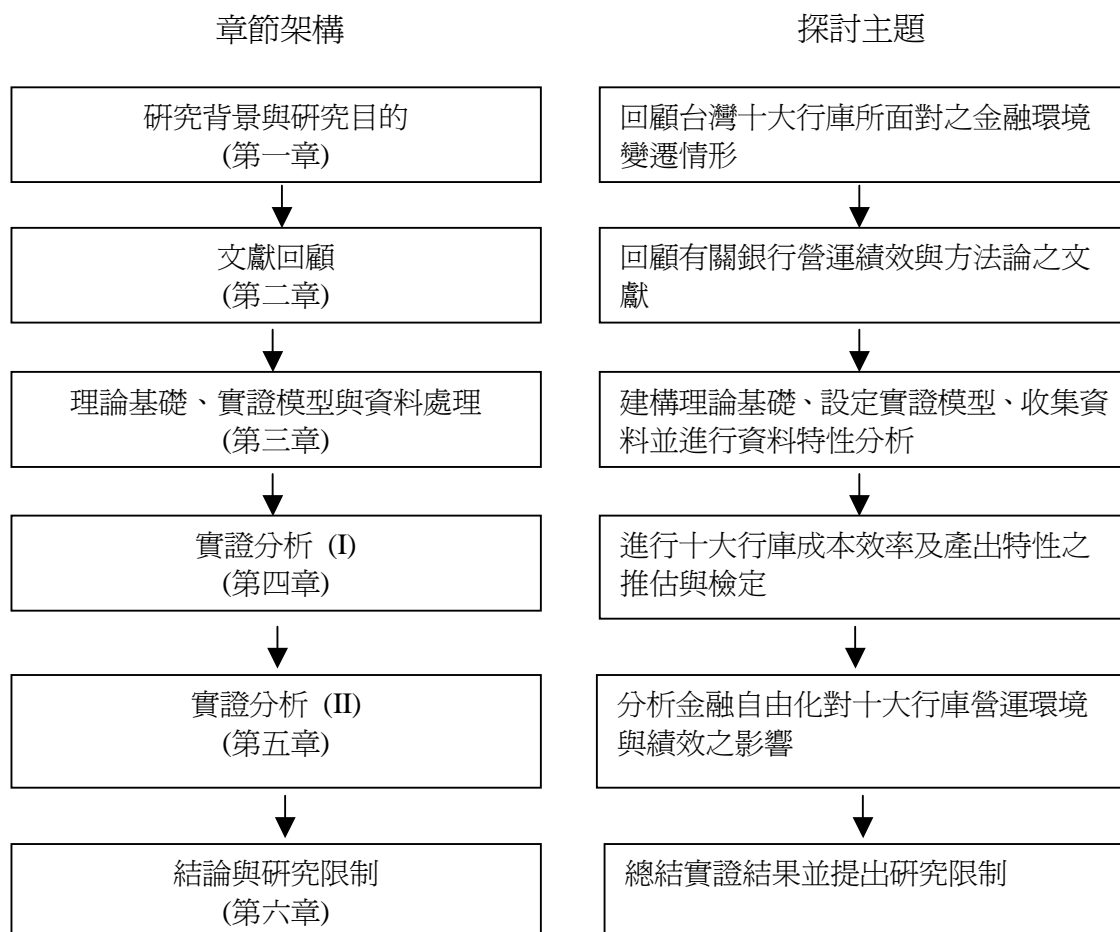 章節架構
探討主題
研究背景與研究目的
(第一章)
回顧台灣十大行庫所面對之金融環境
變遷情形
文獻回顧
(第二章)
回顧有關銀行營運績效與方法論之文
獻
理論基礎、實證模型與資料處理
(第三章)
建構理論基礎、設定實證模型、收集資
料並進行資料特性分析
實證分析 (I)
(第四章)
進行十大行庫成本效率及產出特性之
推估與檢定
實證分析 (II)
(第五章)
分析金融自由化對十大行庫營運環境
與績效之影響
結論與研究限制
(第六章)
總結實證結果並提出研究限制